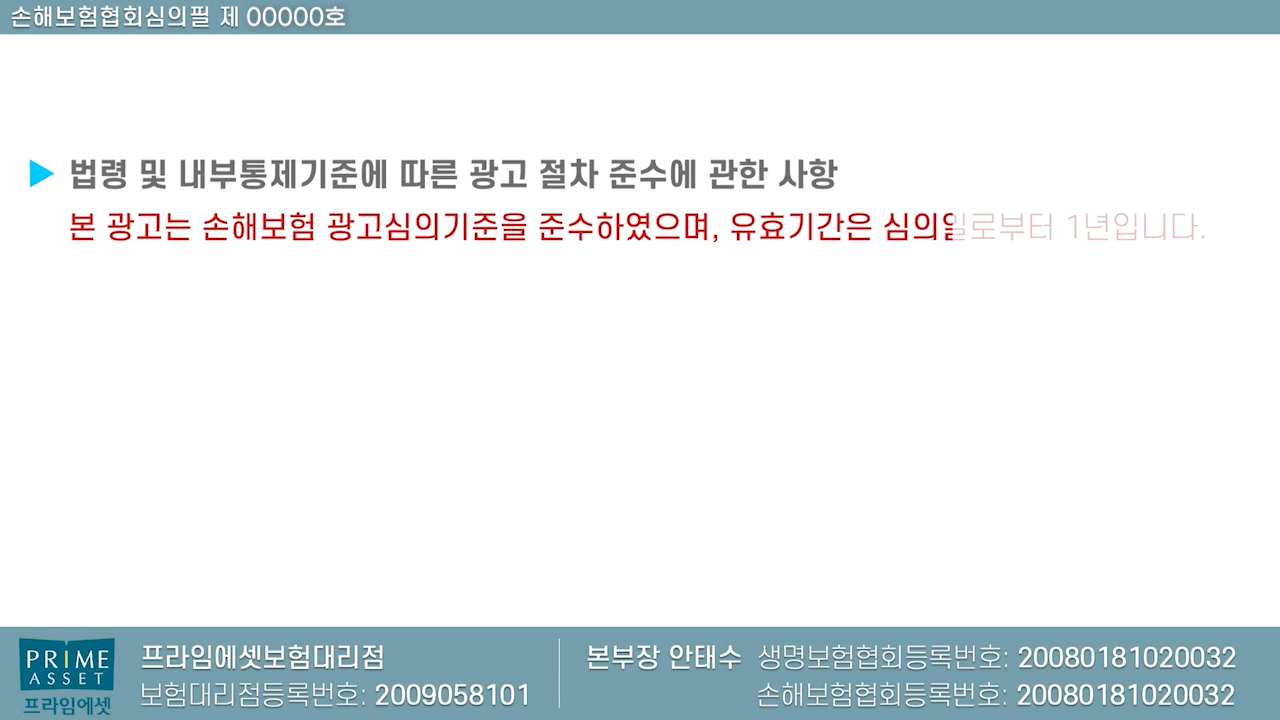 손해보험협회심의필 제 00000호
▶ 법령 및 내부통제기준에 따른 광고 절차 준수에 관한 사항
본 광고는 손해보험 광고심의기준을 준수하였으며, 유효기간은 심의일로부터 1년입니다.
PRIME
ASSET
프라임에셋
프라임에셋보험대리점
보험대리점등록번호: 2009058101
본부장 안태수 생명보험협회등록번호: 20080181020032
손해보험협회등록번호: 20080181020032